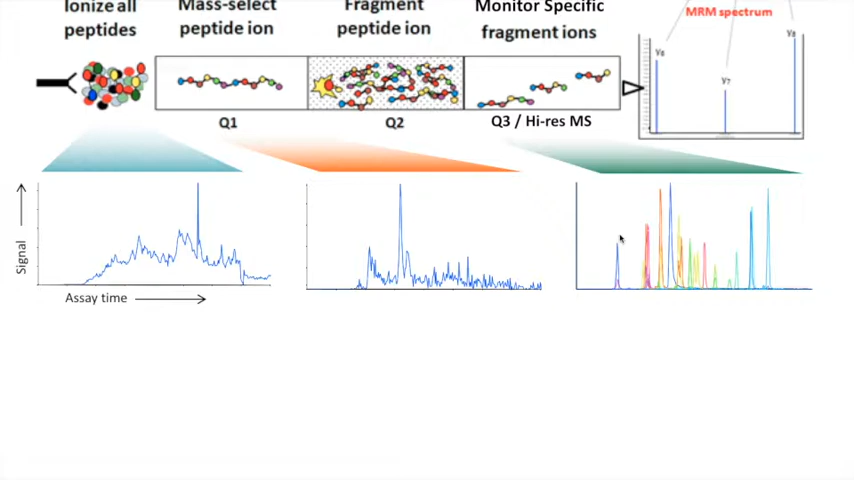 Ionize all
peptides
Mass-select
peptide ion
Fragment
peptide ion
Monitor Specific
fragment ions
MRM spectrum
y6
y7
y8
Q1
Q2
Q3 / Hi-res MS
Signal
Assay time